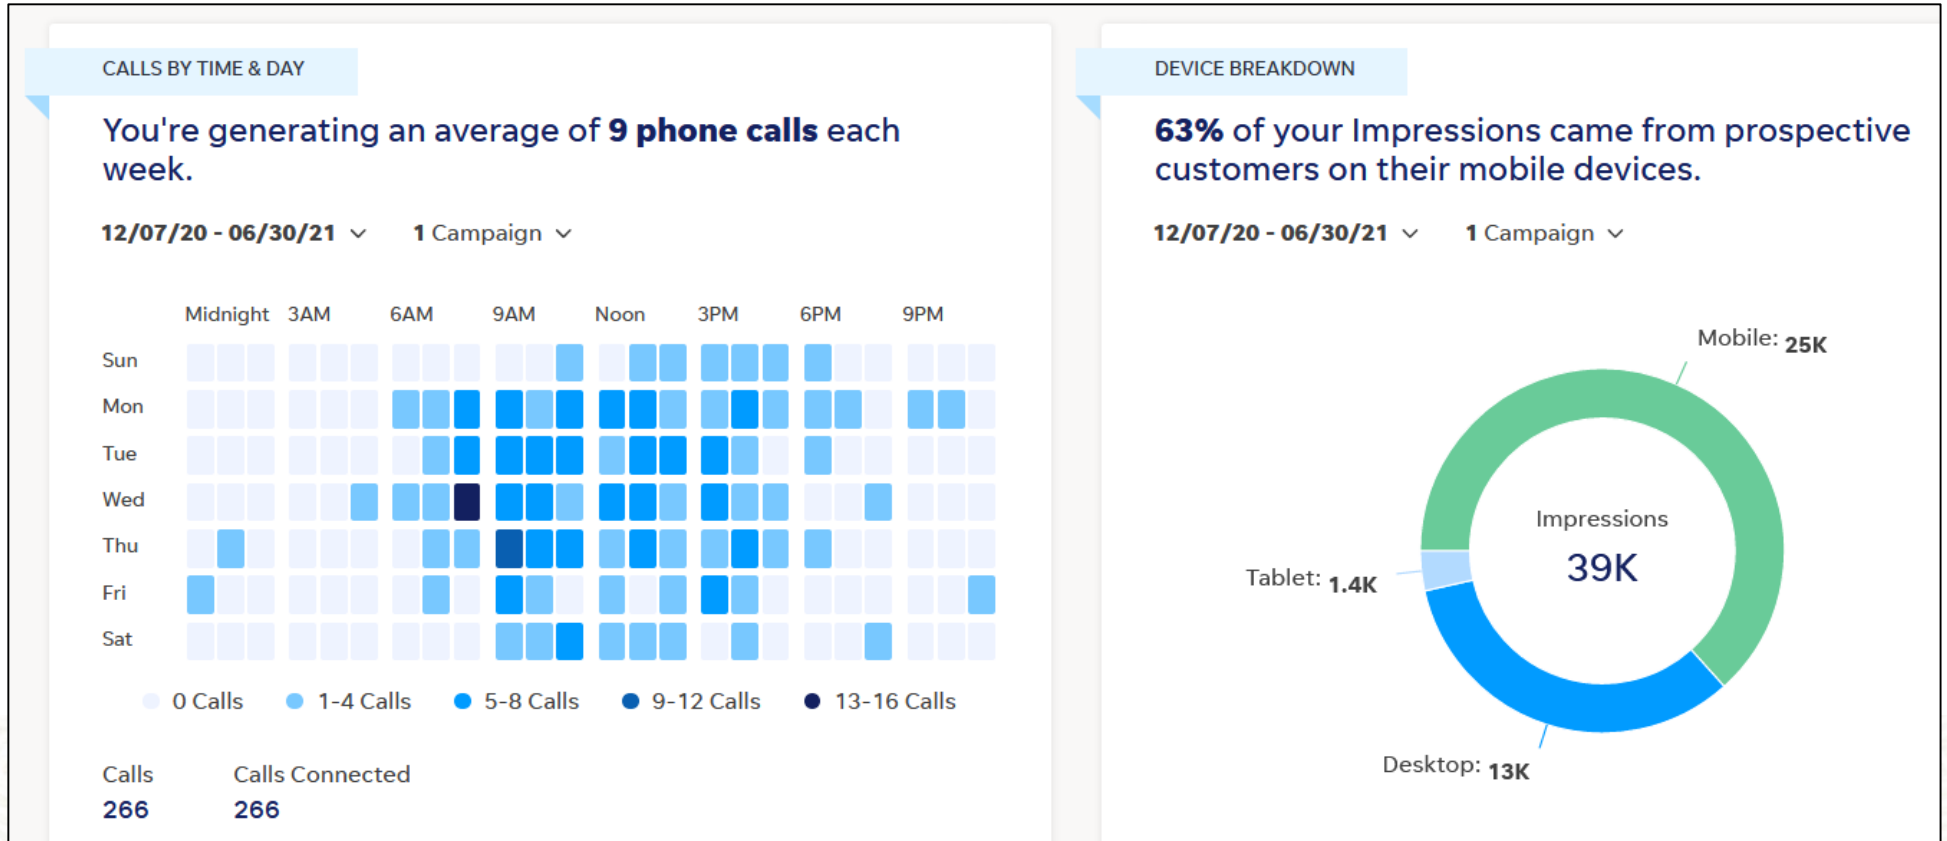 CALLS BY TIME & DAY
You're generating an average of 9 phone calls each
week.
12/07/20 - 06/30/21 1 Campaign
Midnight 3AM 6AM 9AM Noon 3PM 6PM 9PM
Sun
Mon
Tue
Wed
Thu
Fri
Sat
0 Calls 1-4 Calls 5-8 Calls 9-12 Calls 13-16 Calls
Calls Calls Connected
266 266
DEVICE BREAKDOWN
63% of your Impressions came from prospective
customers on their mobile devices.
12/07/20 - 06/30/21 1 Campaign
Mobile: 25K
Impressions
39K
Tablet: 1.4K
Desktop: 13K